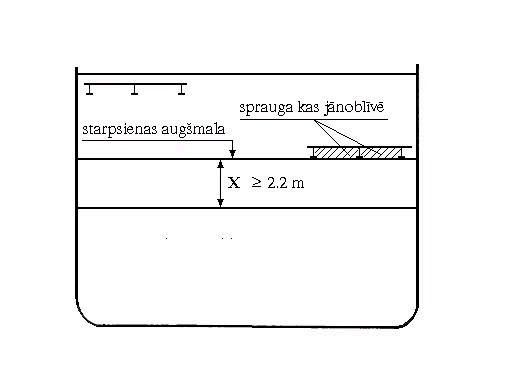 sprauga kas jānoblīvē
starpsienas augšmala
X ≥ 2.2 m